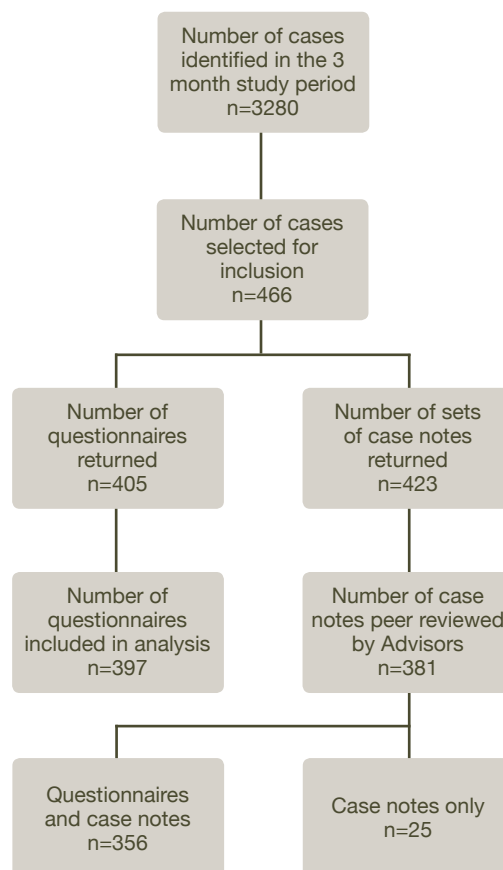 Number of cases
identified in the 3
month study period
n=3280
Number of cases
selected for
inclusion
n=466
Number of
questionnaires
returned
n=405
Number of sets
of case notes
returned
n=423
Number of
questionnaires
included in analysis
n=397
Number of case
notes peer reviewed
by Advisors
n=381
Questionnaires
and case notes
n=356
Case notes only
n=25